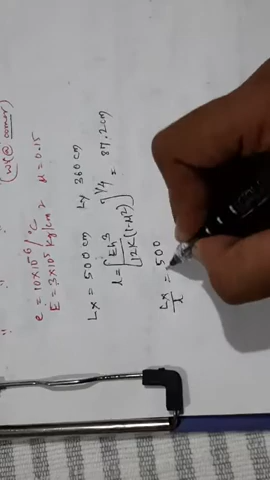 (W(@ corner)
e = 10×10⁻⁶/°C
E = 3×10⁵ kg/cm² μ = 0.15
Lx = 500 cm Ly 360 cm
l = [Eh³/12K(1-μ²)]^1/4 = 87.2 cm
Lx/l = 500